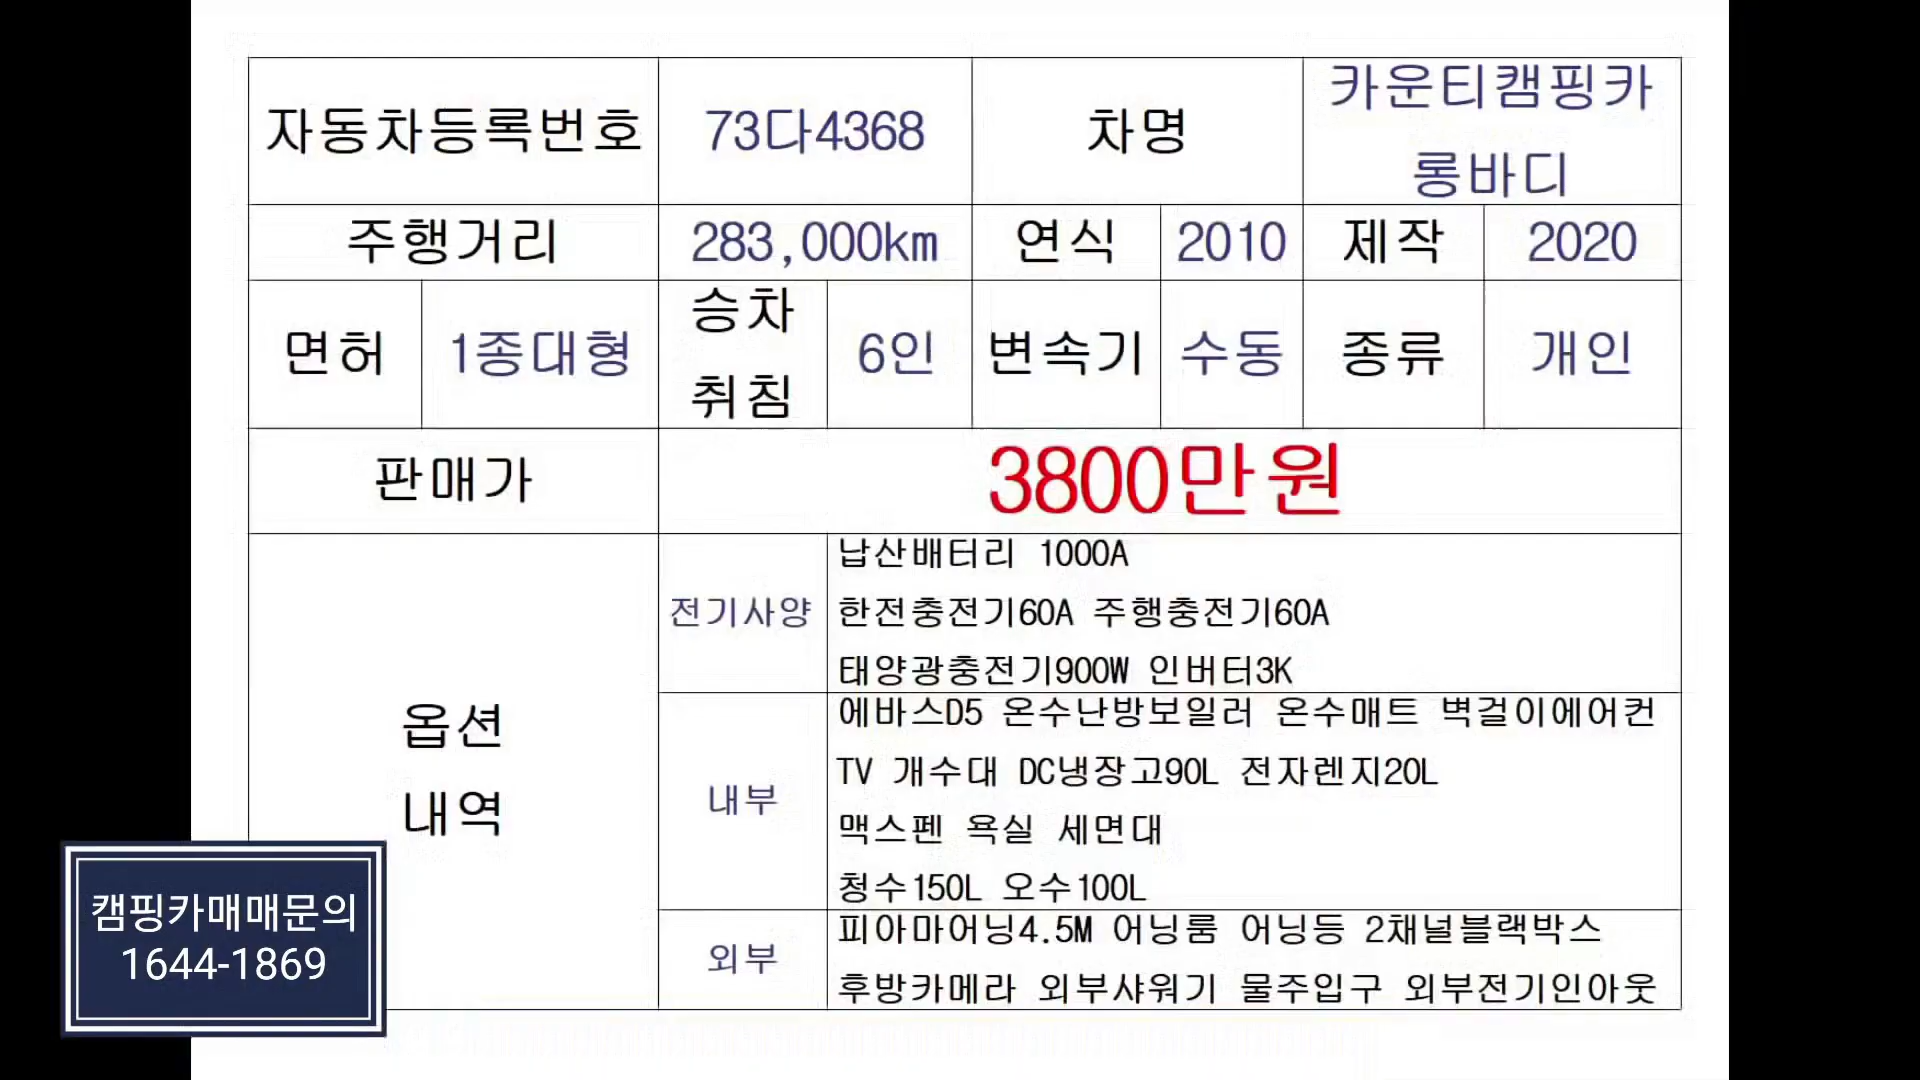 자동차등록번호 73다4368 차명 카운티캠핑카
롱바디
주행거리 283,000km 연식 2010 제작 2020
면허 1종대형 승차 6인 변속기 수동 종류 개인
취침
판매가 3800만원
옵션
내역
전기사양
납산배터리 1000A
한전충전기60A 주행충전기60A
태양광충전기900W 인버터3K
내부
에바스D5 온수난방보일러 온수매트 벽걸이에어컨
TV 개수대 DC냉장고90L 전자렌지20L
맥스펜 욕실 세면대
청수150L 오수100L
외부
피아마어닝4.5M 어닝룸 어닝등 2채널블랙박스
후방카메라 외부샤워기 물주입구 외부전기인아웃
캠핑카매매문의
1644-1869